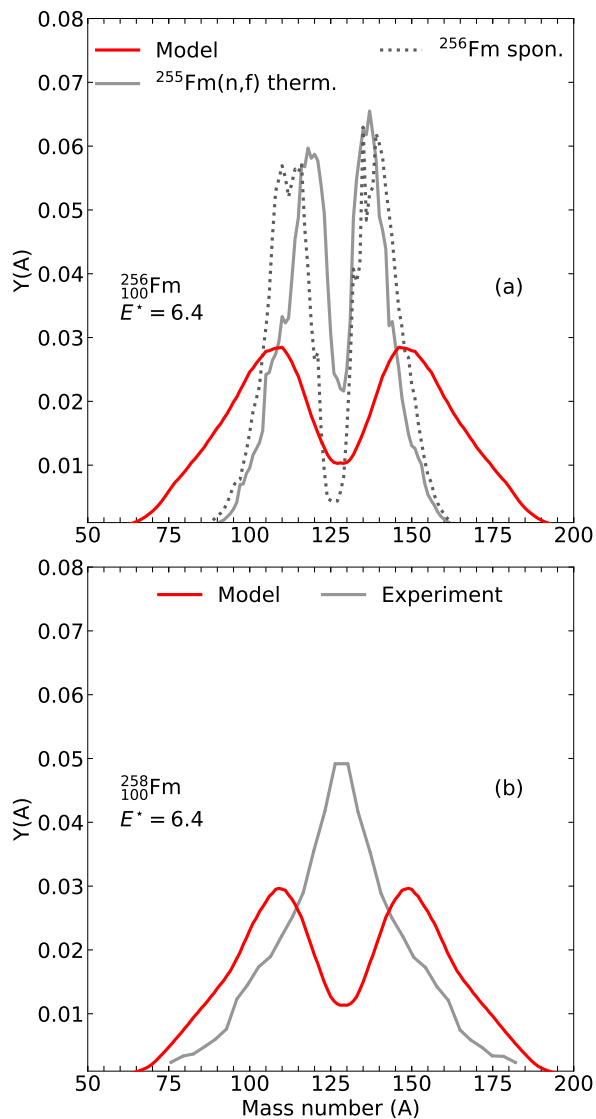 0.08
Model
²⁵⁶Fm spon.
²⁵⁵Fm(n,f) therm.
0.07
0.06
0.05
Y(A)
0.04
²⁵⁶₁₀₀Fm
E⋆ = 6.4
(a)
0.03
0.02
0.01
50 75 100 125 150 175 200
0.08
Model
Experiment
0.07
0.06
0.05
²⁵⁸₁₀₀Fm
E⋆ = 6.4
(b)
Y(A)
0.04
0.03
0.02
0.01
50 75 100 125 150 175 200
Mass number (A)